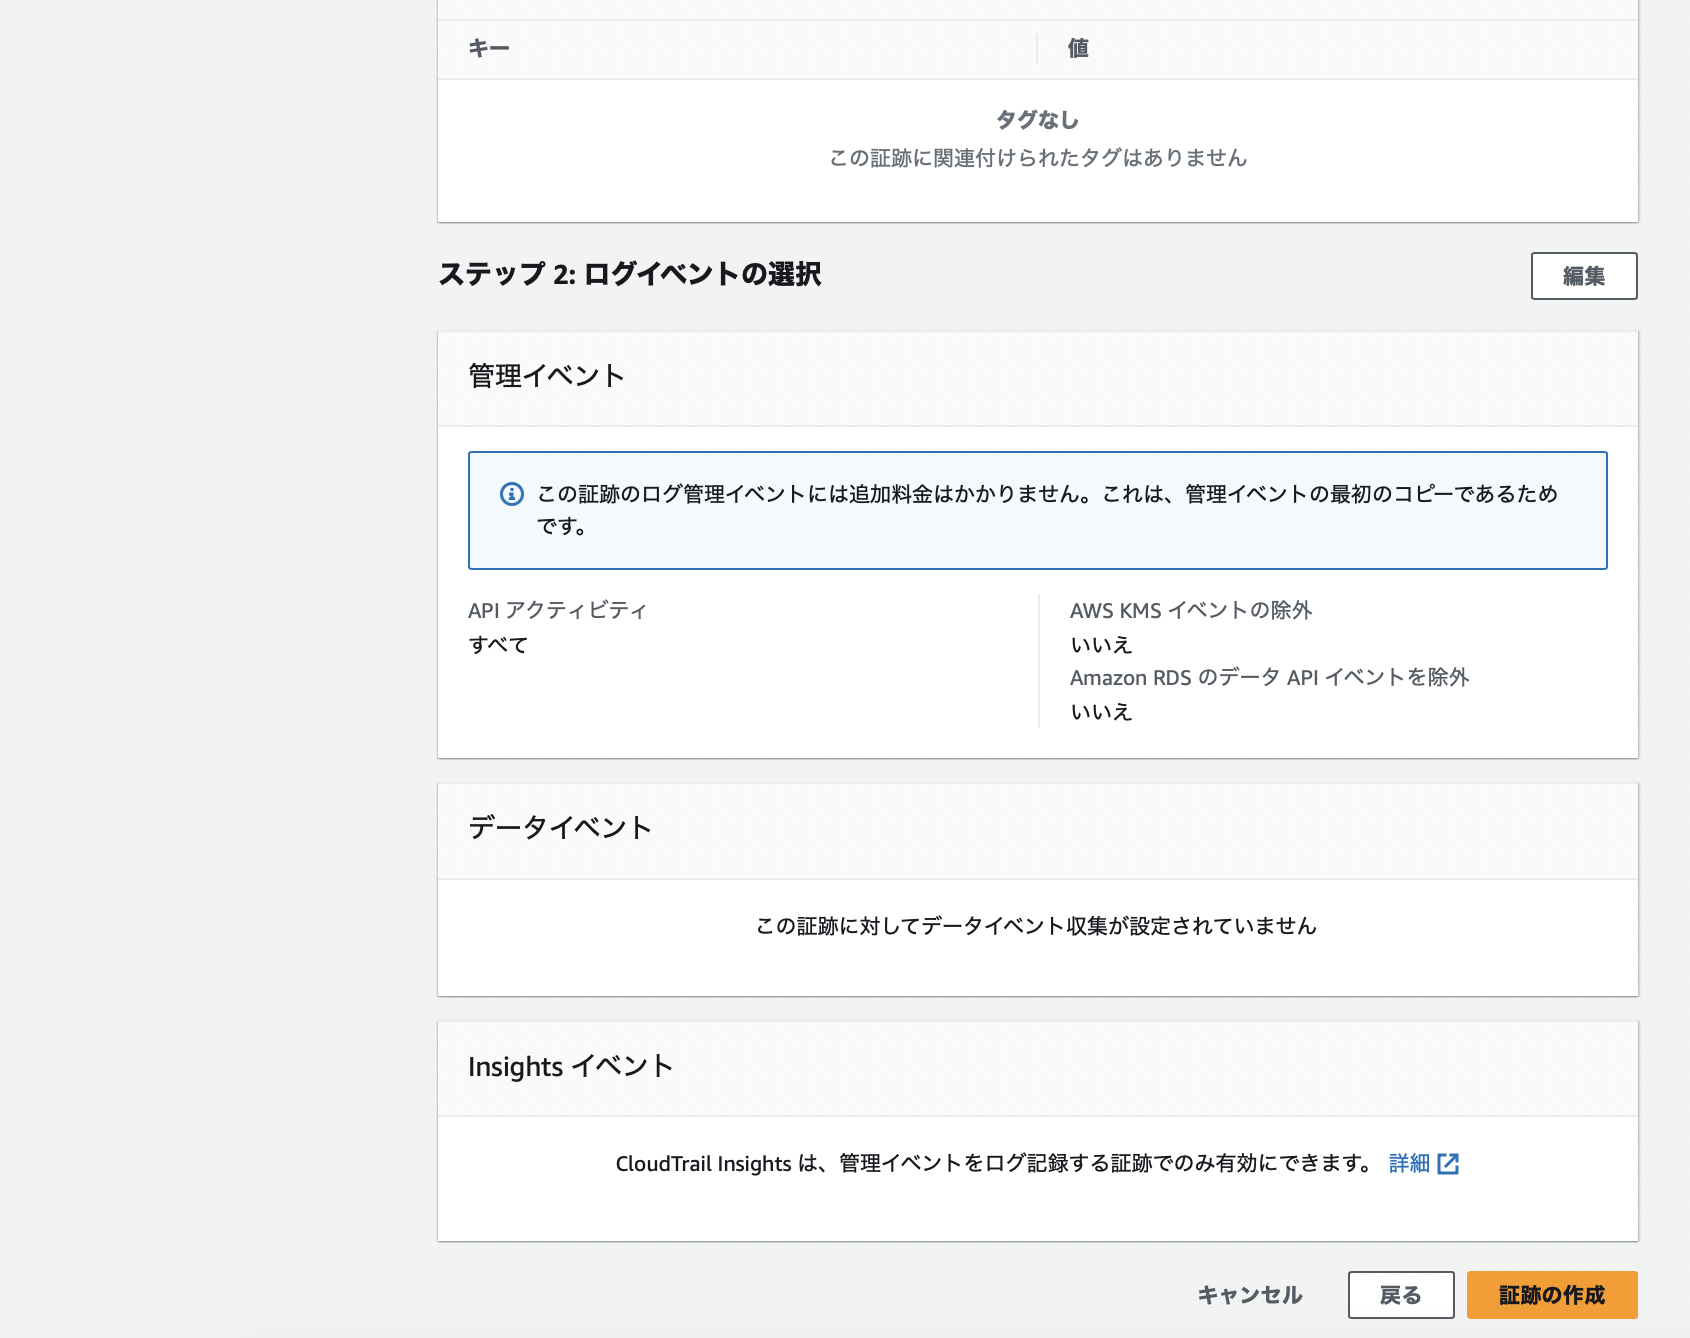 キー
値
タグなし
この証跡に関連付けられたタグはありません
ステップ 2: ログイベントの選択
編集
管理イベント
この証跡のログ管理イベントには追加料金はかかりません。これは、管理イベントの最初のコピーであるため
です。
API アクティビティ
すべて
AWS KMS イベントの除外
いいえ
Amazon RDS のデータ API イベントを除外
いいえ
データイベント
この証跡に対してデータイベント収集が設定されていません
Insights イベント
CloudTrail Insights は、管理イベントをログ記録する証跡でのみ有効にできます。 詳細
キャンセル
戻る
証跡の作成